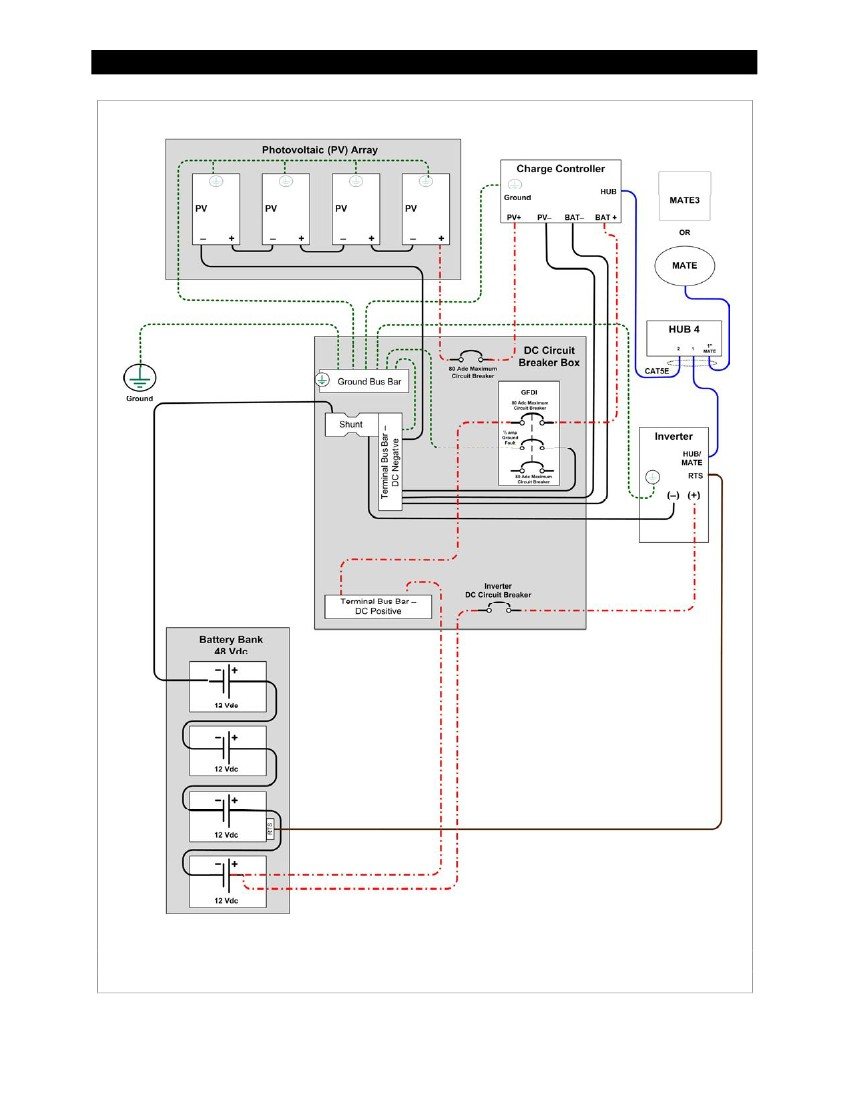 Photovoltaic (PV) Array
PV
PV
PV
PV
– +
– +
– +
– +
Charge Controller
Ground
HUB
PV+ PV– BAT– BAT +
MATE3
OR
MATE
HUB 4
2 1 1"
MATE
CAT5E
Ground
DC Circuit
Breaker Box
80 Adc Maximum
Circuit Breaker
Ground Bus Bar
GFDI
80 Adc Maximum
Circuit Breaker
½ amp
Ground
Fault
80 Adc Maximum
Circuit Breaker
Shunt
Terminal Bus Bar –
DC Negative
Inverter
HUB/
MATE
RTS
(–) (+)
Inverter
DC Circuit Breaker
Terminal Bus Bar –
DC Positive
Battery Bank
48 Vdc
– +
12 Vdc
– +
12 Vdc
– +
12 Vdc
RTS
– +
12 Vdc